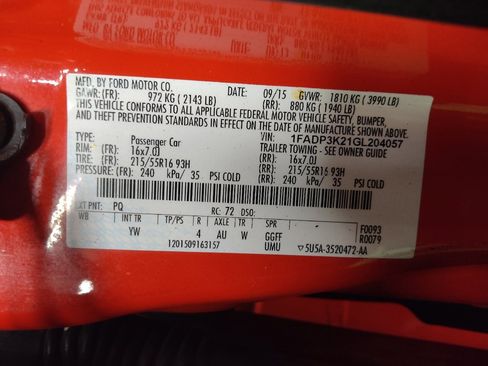 MFD. BY FORD MOTOR CO. DATE: 09/15 GVWR: 1810 KG ( 3990 LB)
GAWR: (FR): 972 KG ( 2143 LB) (RR): 880 KG ( 1940 LB)
THIS VEHICLE CONFORMS TO ALL APPLICABLE FEDERAL MOTOR VEHICLE SAFETY, BUMPER,
AND THEFT PREVENTION STANDARDS IN EFFECT ON THE DATE OF MANUFACTURE SHOWN ABOVE.
VIN: 1FADP3K21GL204057
TYPE: Passenger Car TRAILER TOWING - SEE OWNER GUIDE
RIM: (FR) 16x7.0J (RR): 16x7.0J
TIRE: (FR): 215/55R16 93H (RR): 215/55R16 93H
PRESSURE: (FR) 240 kPa/ 35 PSI COLD (RR): 240 kPa/ 35 PSI COLD
EXT PNT: PQ RC: 72 DSO: F0093
WB INT TR TP/PS R AXLE TR SPR R0079
YW 4 AU W GGFF
1201509163157 UMU 5U5A-3520472-AA